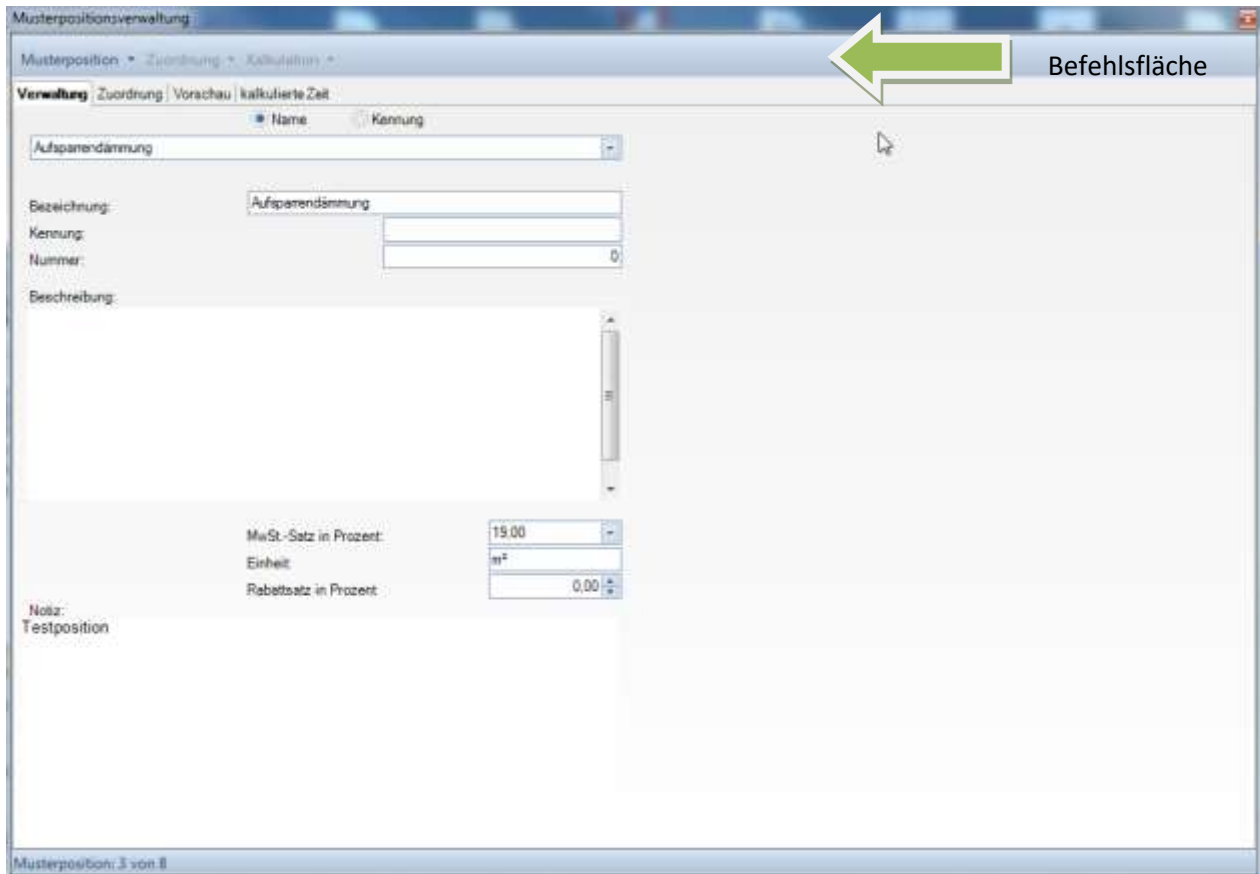 Musterpositionsverwaltung
Musterposition Zuordnung Kalkulation
Befehlsfläche
Verwaltung Zuordnung Vorschau kalkulierte Zeit
Name Kennung
Aufsparrendämmung
Bezeichnung: Aufsparrendämmung
Kennung:
Nummer: 0
Beschreibung:
MwSt.-Satz in Prozent: 19,00
Einheit: m²
Rabattsatz in Prozent 0,00
Notiz:
Testposition
Musterposition: 3 von 8